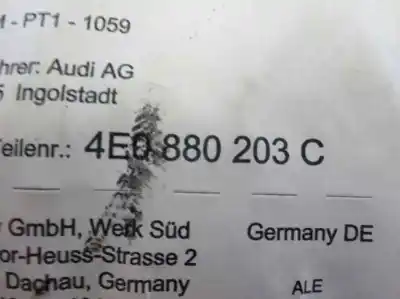 - PT1 - 1059
hrer: Audi AG
Ingolstadt
eilenr.: 4E0 880 203 C
GmbH, Werk Süd Germany DE
or-Heuss-Strasse 2
Dachau, Germany
ALE